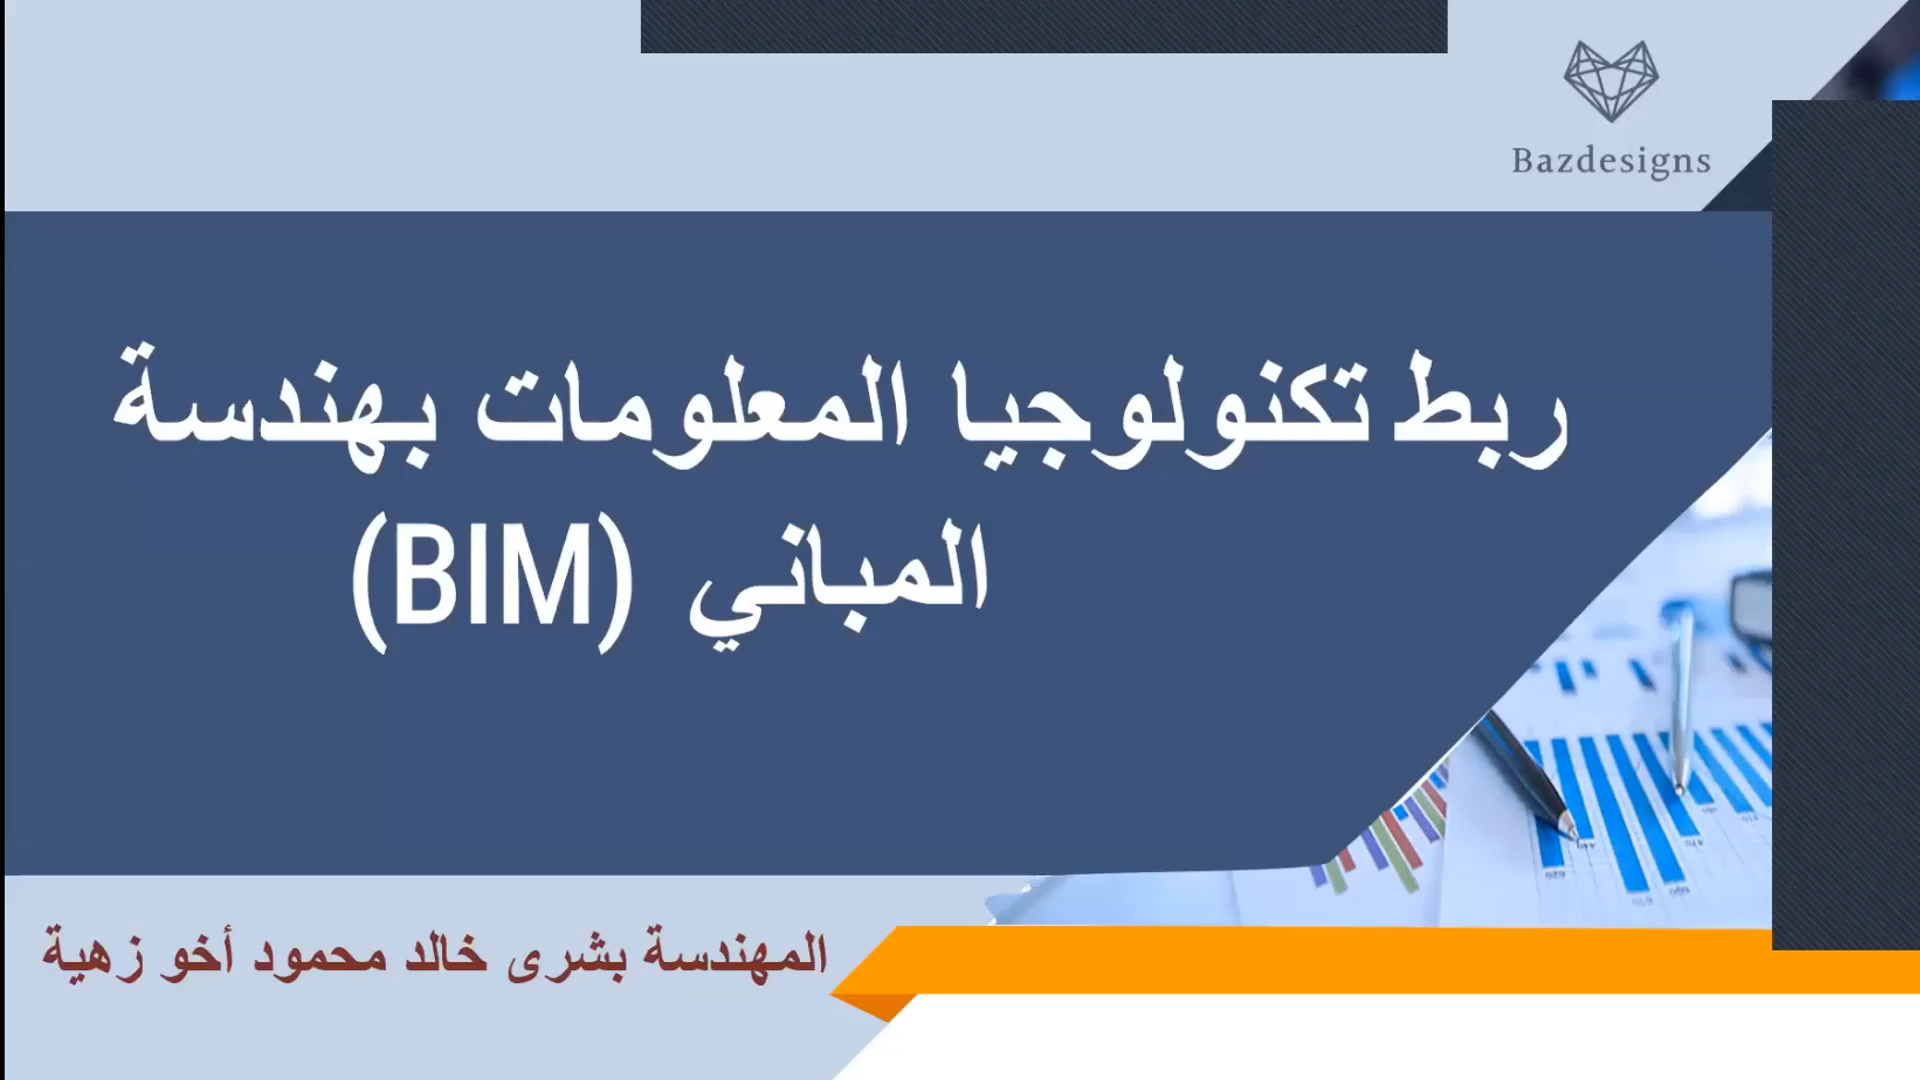 Bazdesigns
ربط تكنولوجيا المعلومات بهندسة
المباني (BIM)
المهندسة بشرى خالد محمود أخو زهية